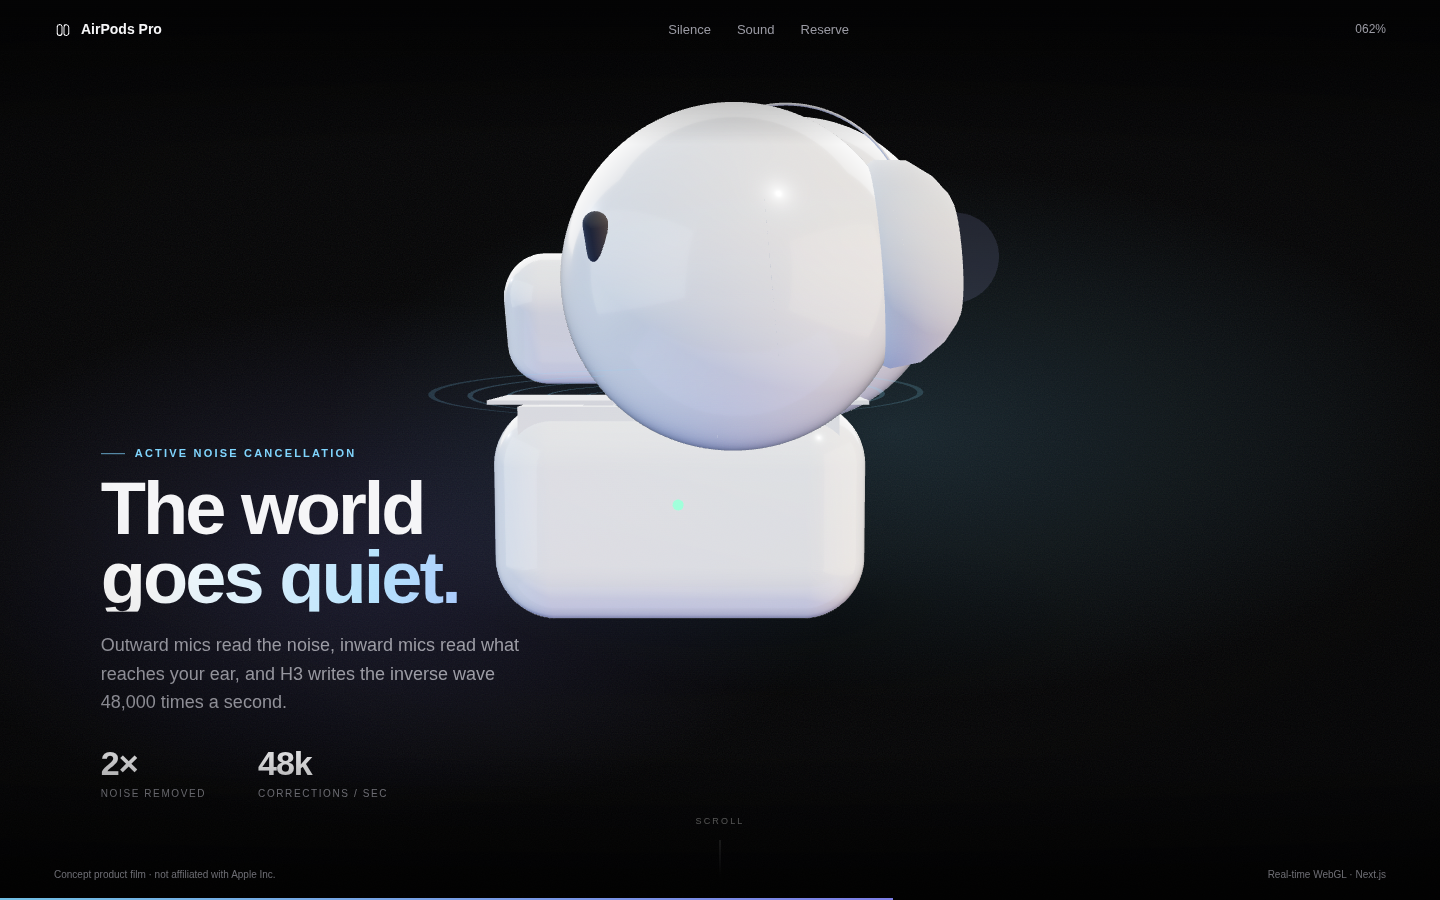 AirPods Pro
Silence
Sound
Reserve
062%
ACTIVE NOISE CANCELLATION
The world
goes quiet.
Outward mics read the noise, inward mics read what
reaches your ear, and H3 writes the inverse wave
48,000 times a second.
2×
48k
NOISE REMOVED
CORRECTIONS / SEC
SCROLL
Concept product film · not affiliated with Apple Inc.
Real-time WebGL · Next.js